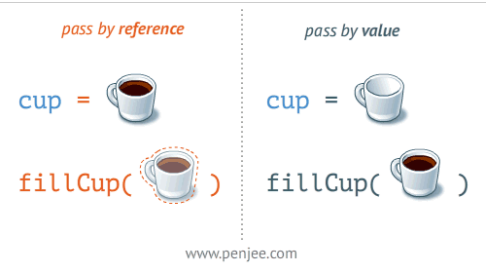 pass by reference
cup =
fillCup( )
pass by value
cup =
fillCup( )
www.penjee.com